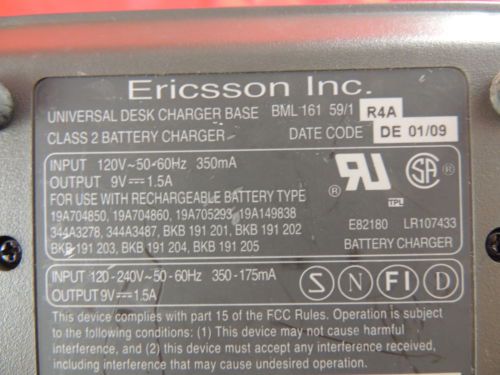 Ericsson Inc.
UNIVERSAL DESK CHARGER BASE BML 161 59/1 R4A
CLASS 2 BATTERY CHARGER DATE CODE DE 01/09
INPUT 120V~50-60Hz 350mA
OUTPUT 9V⎓1.5A
FOR USE WITH RECHARGEABLE BATTERY TYPE
19A704850, 19A704860, 19A705293, 19A149838
344A3278, 344A3487, BKB 191 201, BKB 191 202
BKB 191 203, BKB 191 204, BKB 191 205
RU ® SA ®
TPL
E82180 LR107433
BATTERY CHARGER
INPUT 120-240V~50-60Hz 350-175mA
OUTPUT 9V⎓1.5A
S N FI D
This device complies with part 15 of the FCC Rules. Operation is subject
to the following conditions: (1) This device may not cause harmful
interference, and (2) this device must accept any interference received,
including interference that may cause undesired operation.